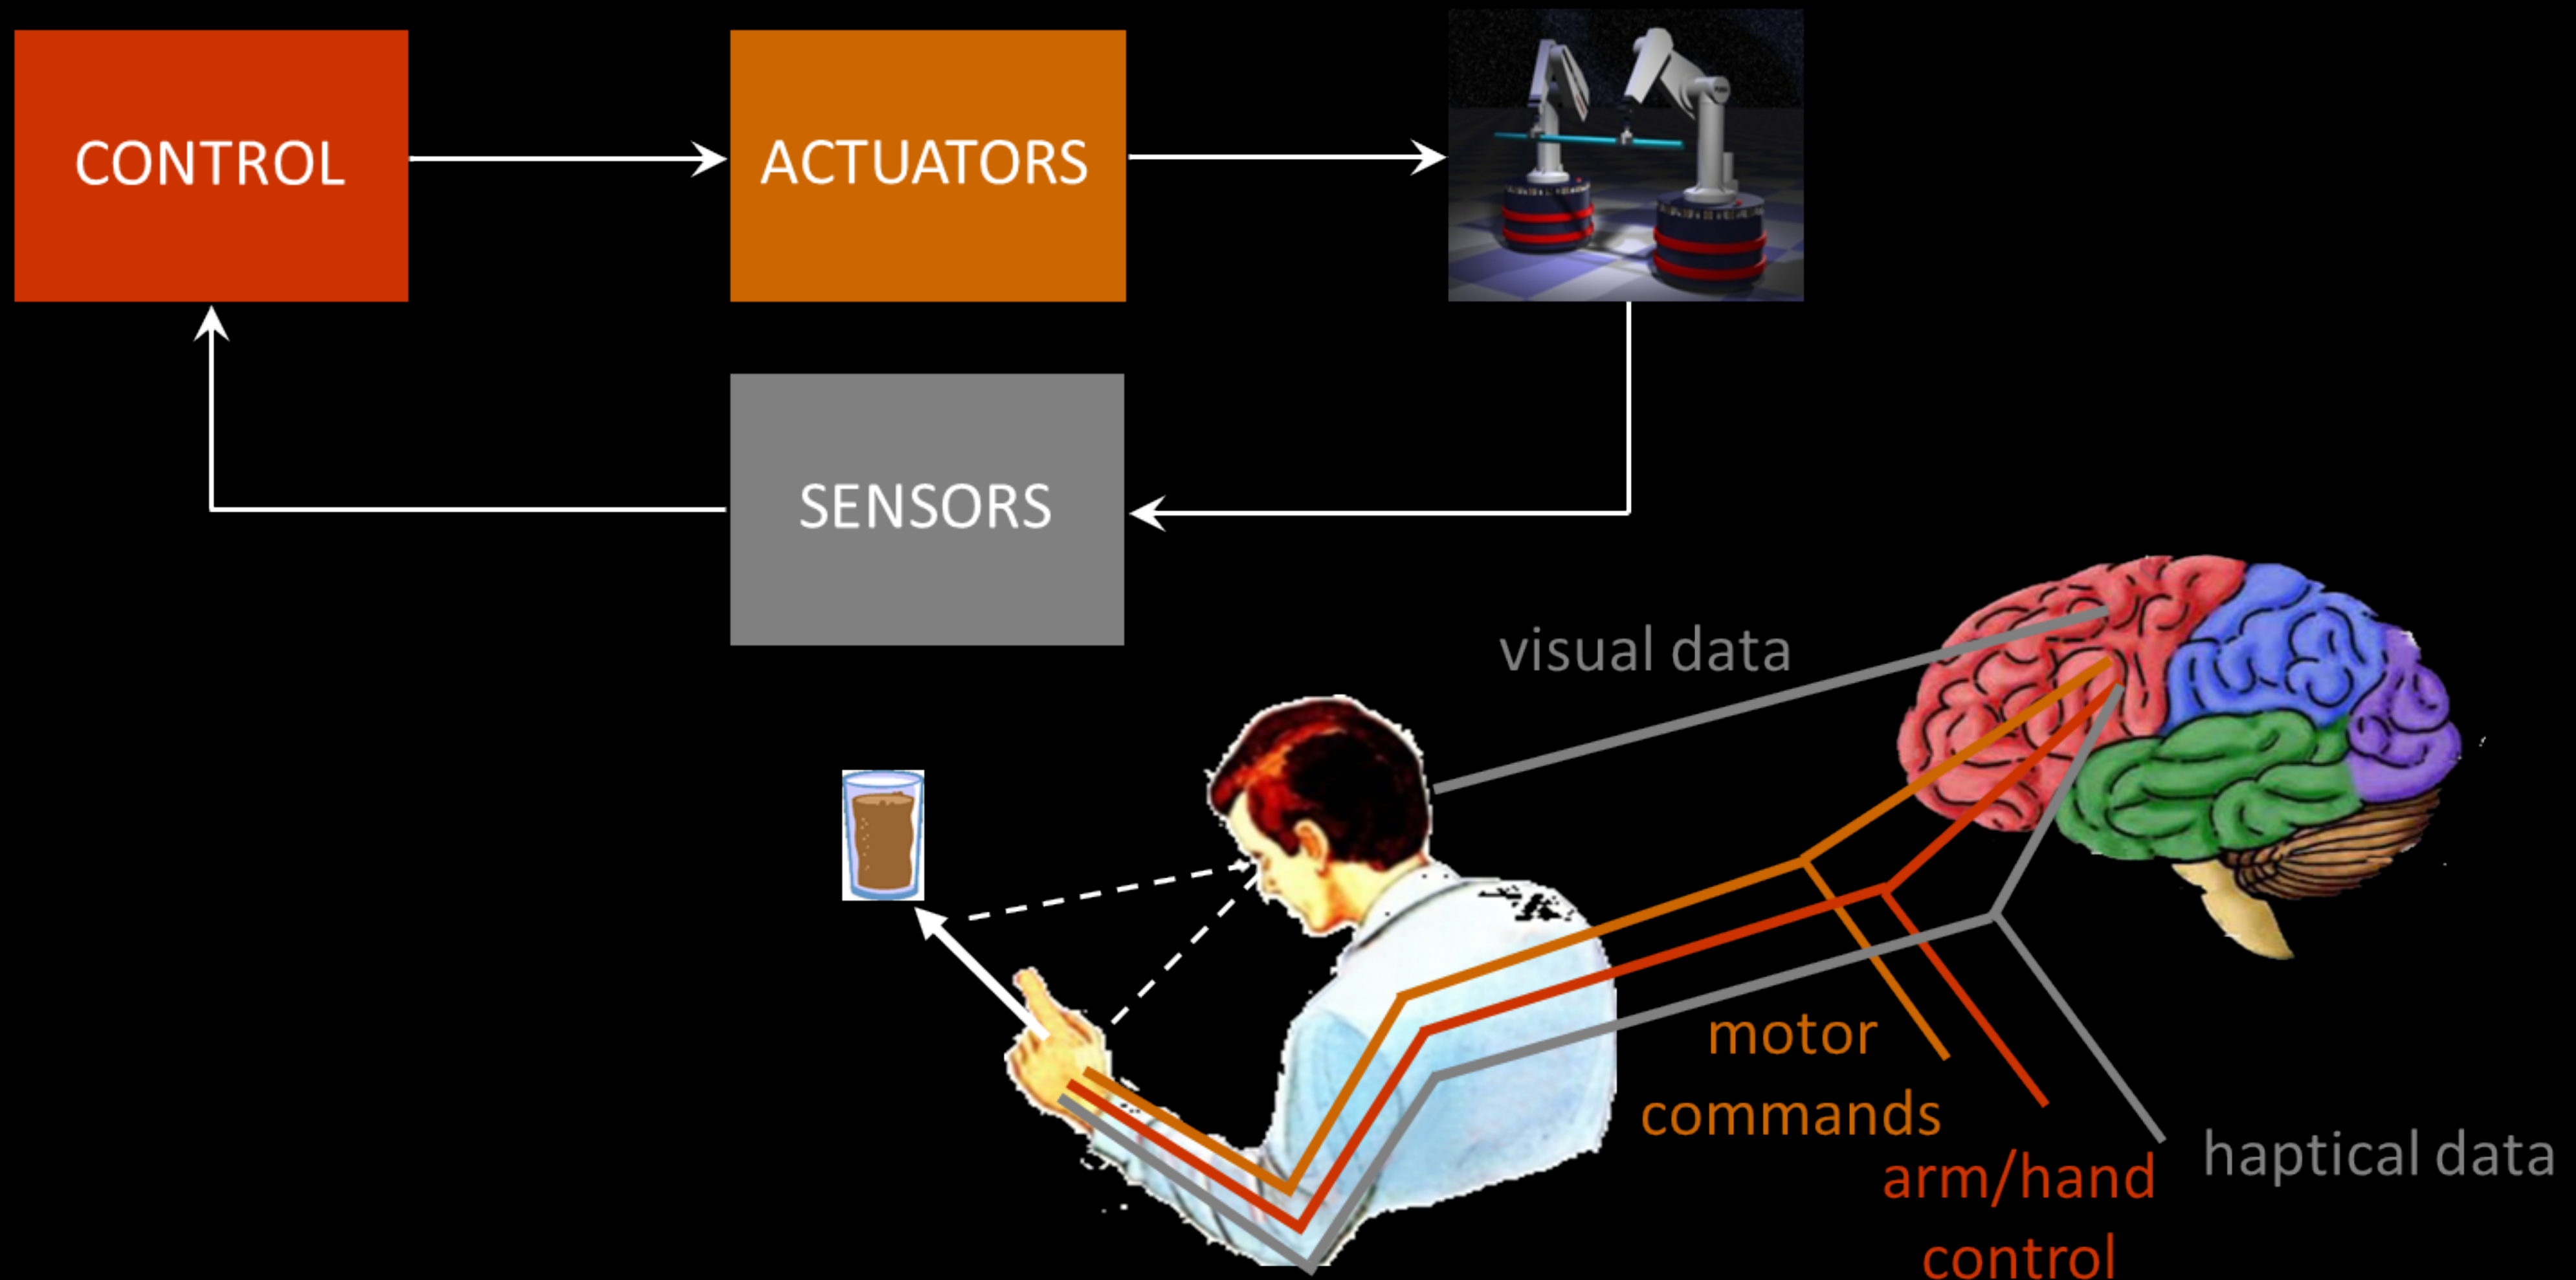 CONTROL
ACTUATORS
SENSORS
visual data
motor
commands
arm/hand
control
haptical data